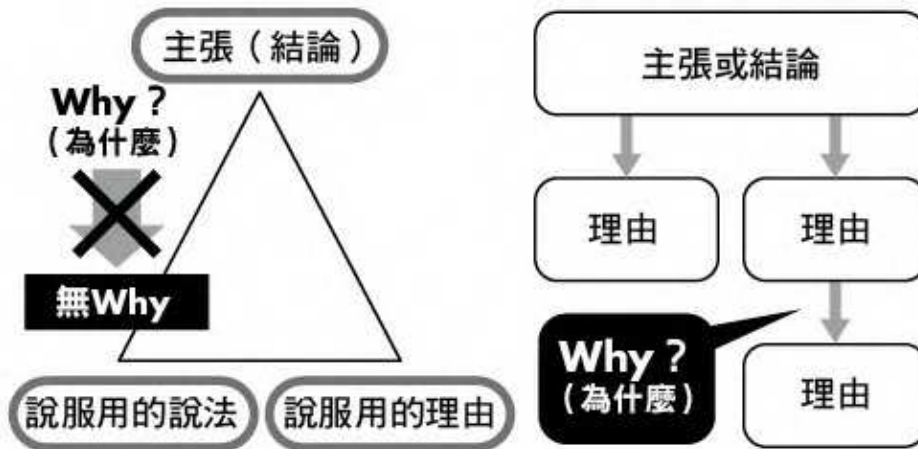 主張（結論）
Why？
（為什麼）
無Why
說服用的說法
說服用的理由
主張或結論
理由
理由
Why？
（為什麼）
理由